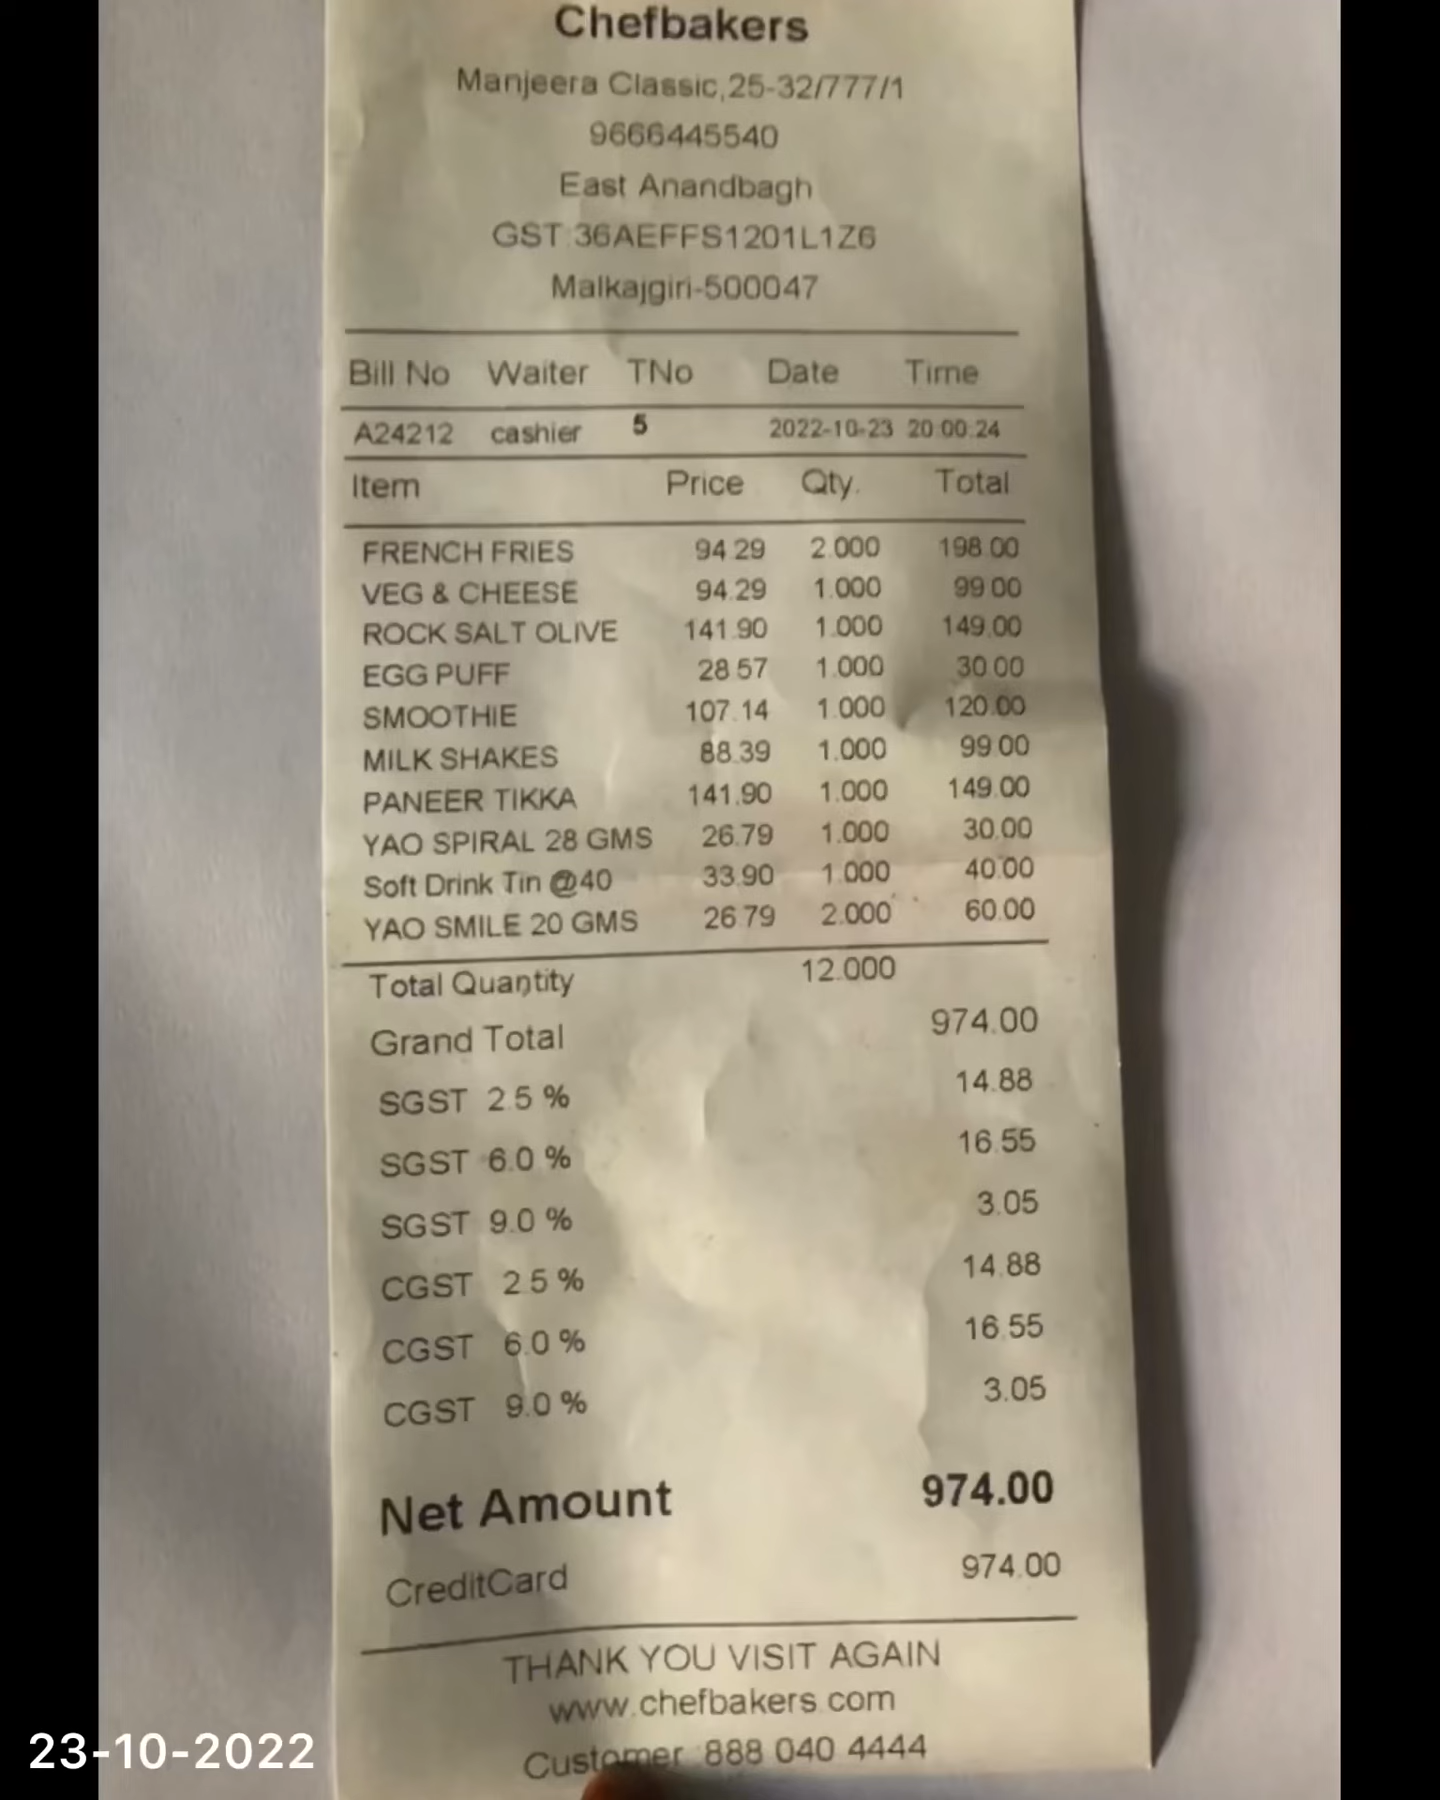 Chefbakers
Manjeera Classic,25-32/777/1
9666445540
East Anandbagh
GST:36AEFFS1201L1Z6
Malkajgiri-500047
Bill No Waiter TNo Date Time
A24212 cashier 5 2022-10-23 20:00:24
Item Price Qty. Total
FRENCH FRIES 94.29 2.000 198.00
VEG & CHEESE 94.29 1.000 99.00
ROCK SALT OLIVE 141.90 1.000 149.00
EGG PUFF 28.57 1.000 30.00
SMOOTHIE 107.14 1.000 120.00
MILK SHAKES 88.39 1.000 99.00
PANEER TIKKA 141.90 1.000 149.00
YAO SPIRAL 28 GMS 26.79 1.000 30.00
Soft Drink Tin @40 33.90 1.000 40.00
YAO SMILE 20 GMS 26.79 2.000 60.00
Total Quantity 12.000
Grand Total 974.00
SGST 2.5 % 14.88
SGST 6.0 % 16.55
SGST 9.0 % 3.05
CGST 2.5 % 14.88
CGST 6.0 % 16.55
CGST 9.0 % 3.05
Net Amount 974.00
CreditCard 974.00
THANK YOU VISIT AGAIN
www.chefbakers.com
Customer :888 040 4444
23-10-2022